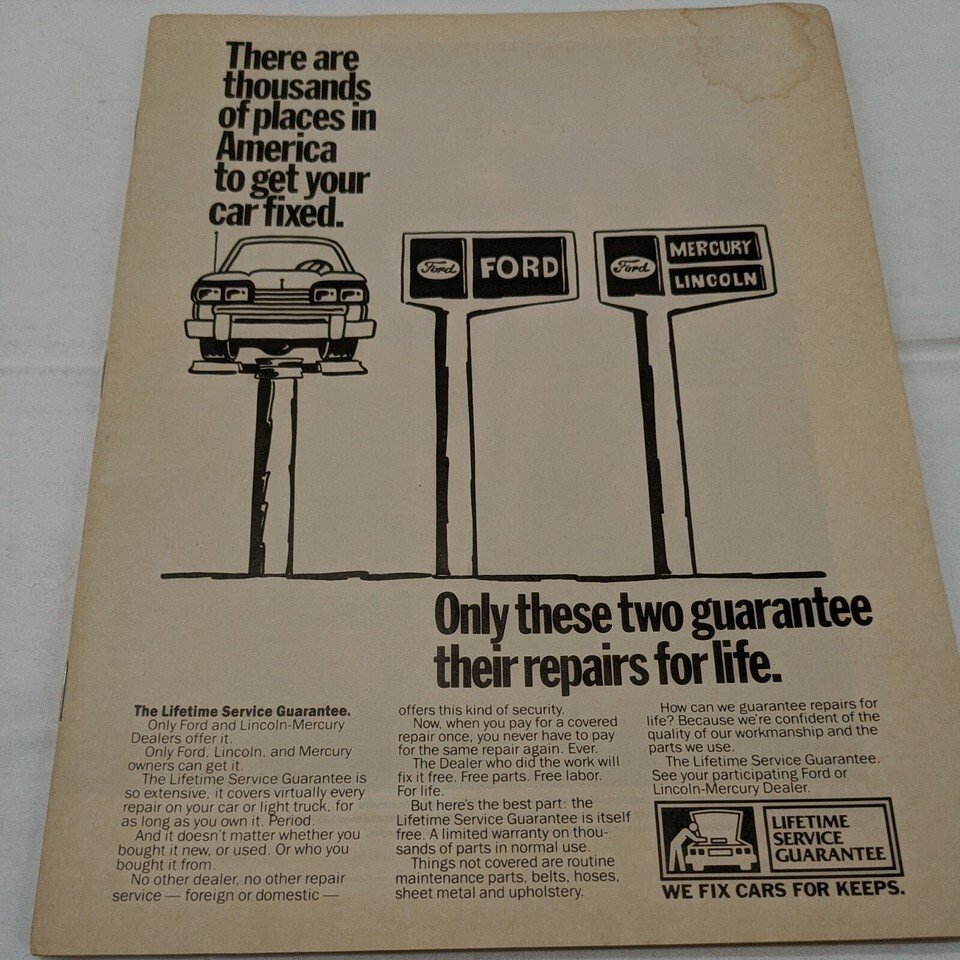 There are
thousands
of places in
America
to get your
car fixed.
Ford FORD
Ford MERCURY
LINCOLN
Only these two guarantee
their repairs for life.
The Lifetime Service Guarantee.
Only Ford and Lincoln-Mercury
Dealers offer it.
Only Ford, Lincoln, and Mercury
owners can get it.
The Lifetime Service Guarantee is
so extensive, it covers virtually every
repair on your car or light truck, for
as long as you own it. Period.
And it doesn't matter whether you
bought it new, or used. Or who you
bought it from.
No other dealer, no other repair
service — foreign or domestic —
offers this kind of security.
Now, when you pay for a covered
repair once, you never have to pay
for the same repair again. Ever.
The Dealer who did the work will
fix it free. Free parts. Free labor.
For life.
But here's the best part: the
Lifetime Service Guarantee is itself
free. A limited warranty on thou-
sands of parts in normal use.
Things not covered are routine
maintenance parts, belts, hoses,
sheet metal and upholstery.
How can we guarantee repairs for
life? Because we're confident of the
quality of our workmanship and the
parts we use.
The Lifetime Service Guarantee.
See your participating Ford or
Lincoln-Mercury Dealer.
LIFETIME
SERVICE
GUARANTEE
WE FIX CARS FOR KEEPS.